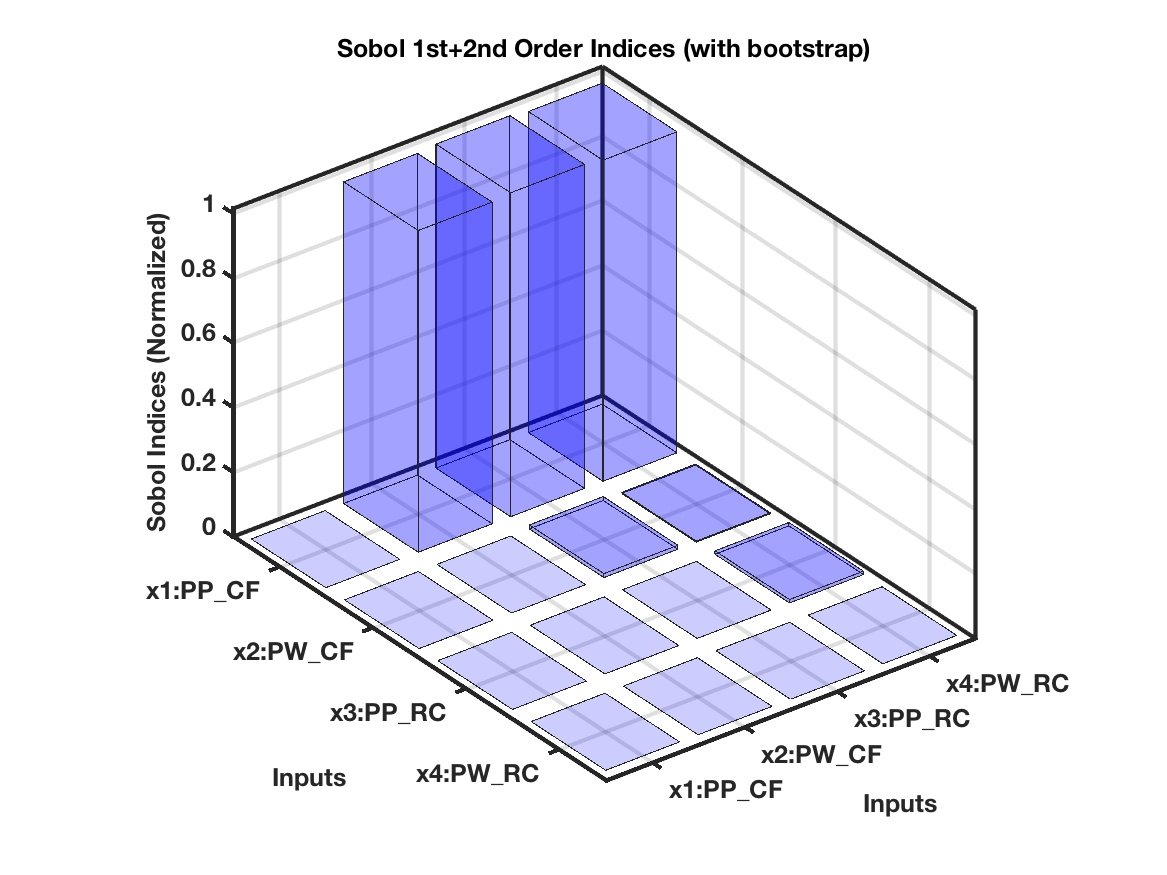 Sobol 1st+2nd Order Indices (with bootstrap)
Sobol Indices (Normalized)
1
0.8
0.6
0.4
0.2
0
x1:PP_CF
x2:PW_CF
x3:PP_RC
x4:PW_RC
Inputs
x4:PW_RC
x3:PP_RC
x2:PW_CF
x1:PP_CF
Inputs